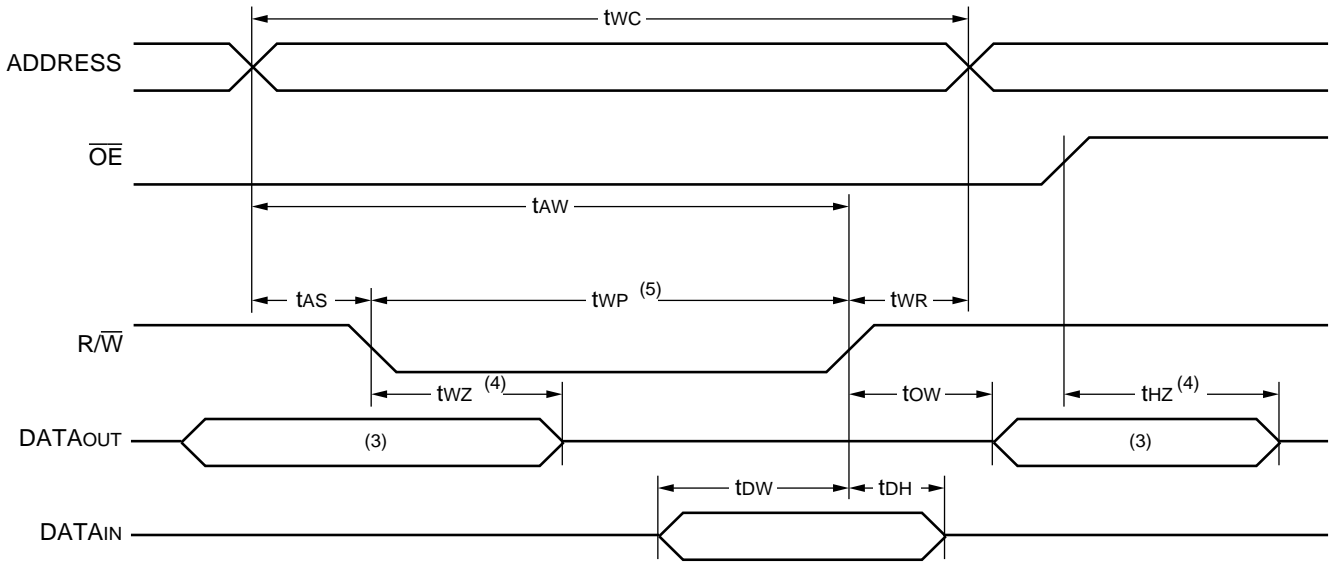 tWC
ADDRESS
OE
tAW
tAS
tWP (5)
tWR
R/W
tWZ (4)
tOW
tHZ (4)
DATAOUT
(3)
(3)
tDW
tDH
DATAIN